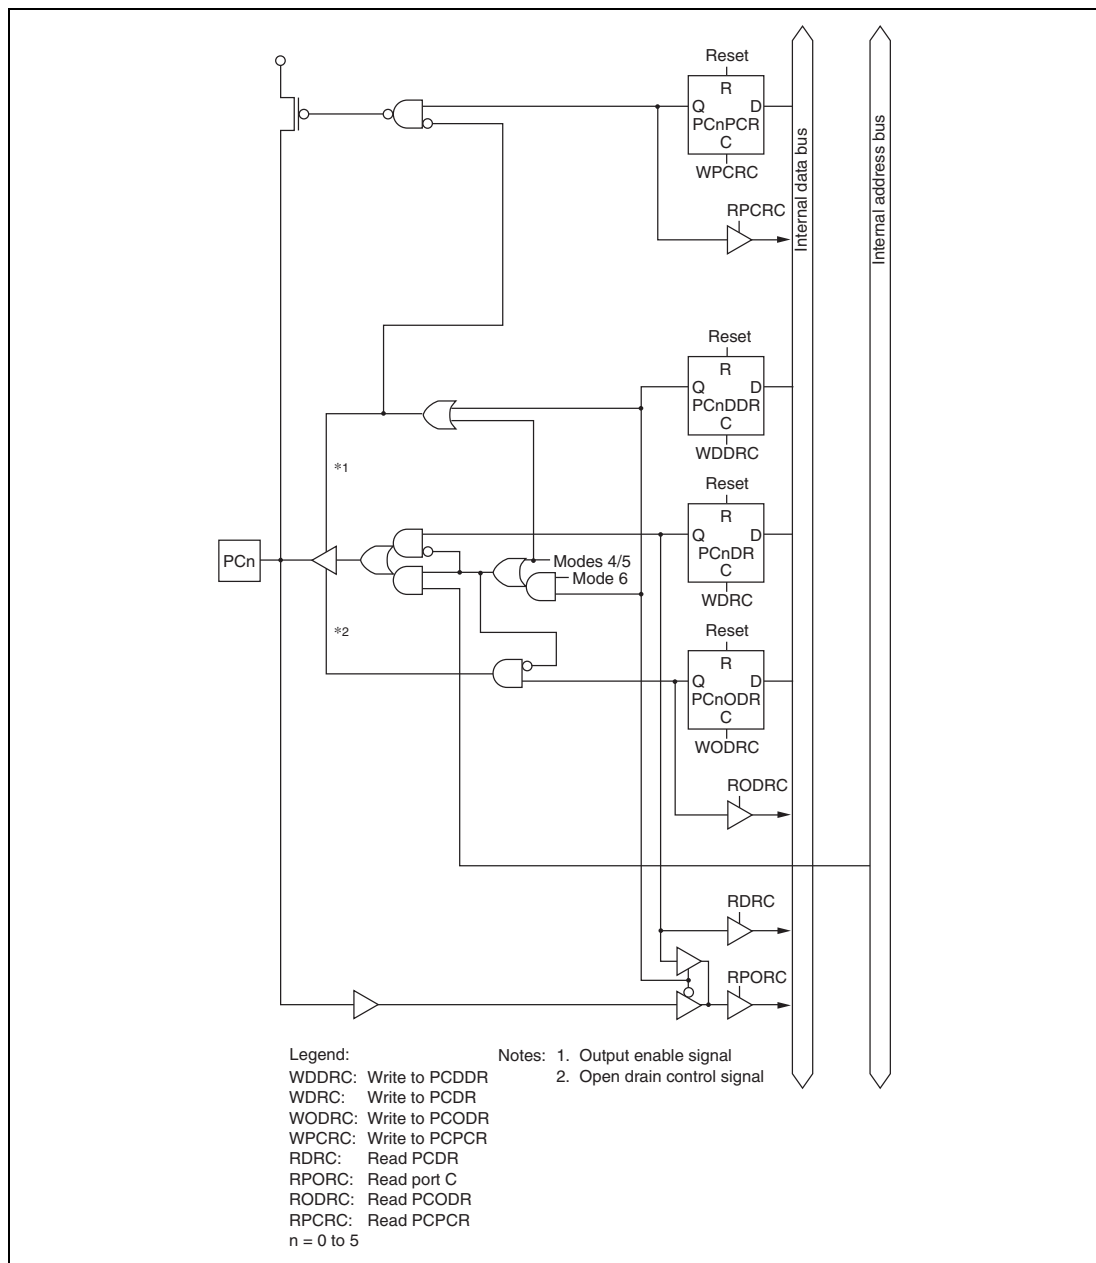 Reset
R
Q D
PCnPCR
C
WPCRC
RPCRC
Internal data bus
Internal address bus
Reset
R
Q D
PCnDDR
C
WDDRC
*1
Reset
R
Q D
PCnDR
C
WDRC
PCn
Modes 4/5
Mode 6
*2
Reset
R
Q D
PCnODR
C
WODRC
RODRC
RDRC
RPORC
Legend:
WDDRC: Write to PCDDR
WDRC: Write to PCDR
WODRC: Write to PCODR
WPCRC: Write to PCPCR
RDRC: Read PCDR
RPORC: Read port C
RODRC: Read PCODR
RPCRC: Read PCPCR
n = 0 to 5
Notes: 1. Output enable signal
2. Open drain control signal